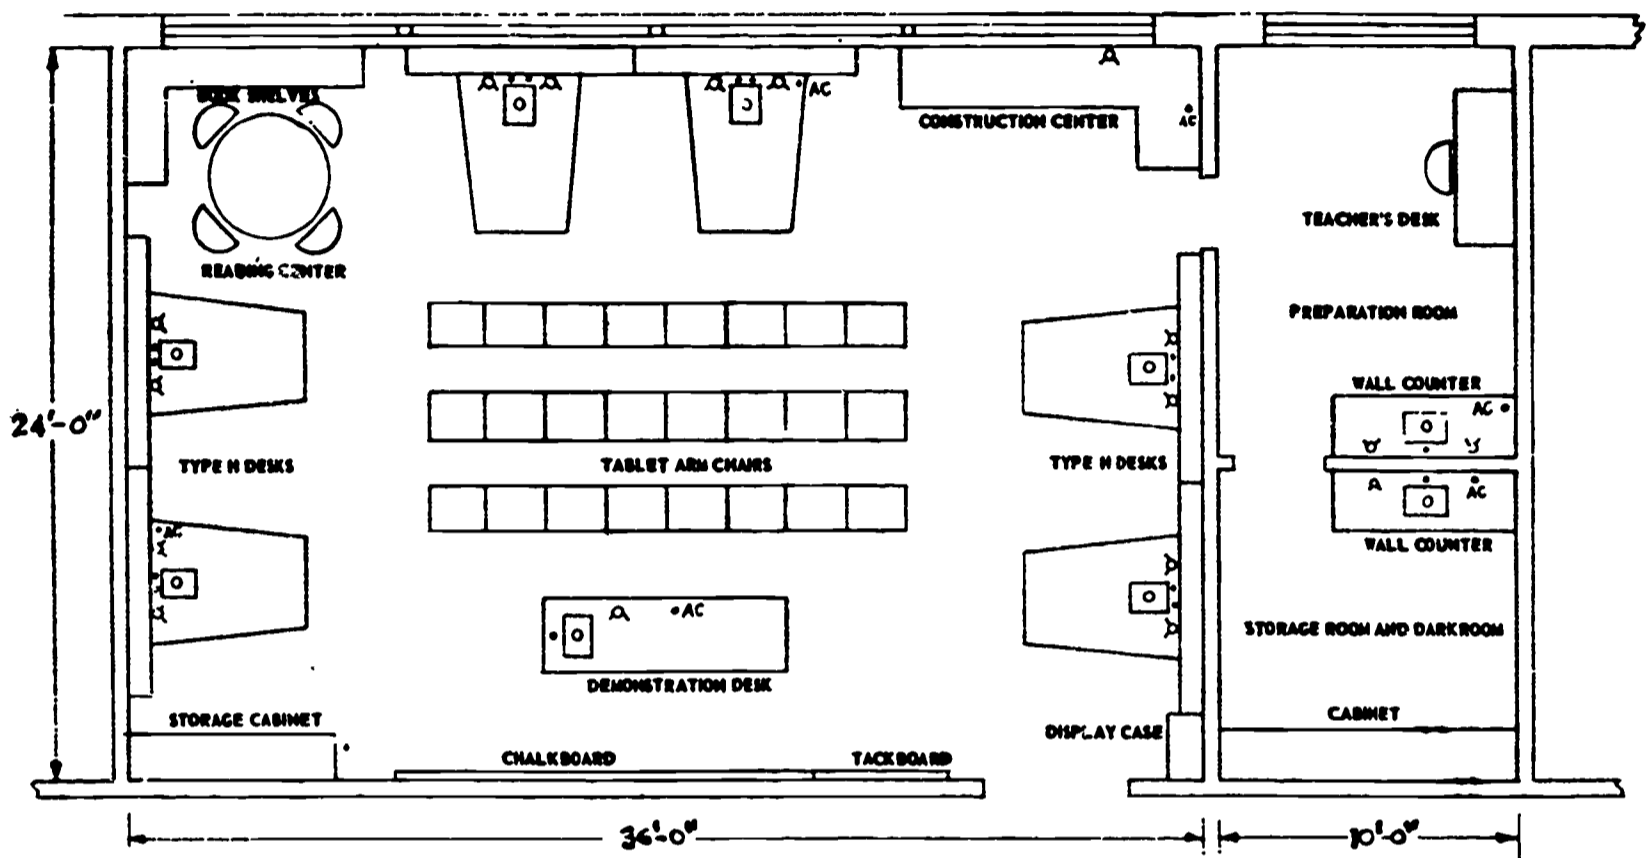 BOOK SHELVES
AC
CONSTRUCTION CENTER
AC
TEACHER'S DESK
READING CENTER
PREPARATION ROOM
WALL COUNTER
AC
24'-0"
TYPE H DESKS
TABLET ARM CHAIRS
TYPE H DESKS
AC
AC
WALL COUNTER
AC
STORAGE ROOM AND DARKROOM
DEMONSTRATION DESK
STORAGE CABINET
CABINET
DISPLAY CASE
CHALKBOARD
TACKBOARD
36'-0"
10'-0"